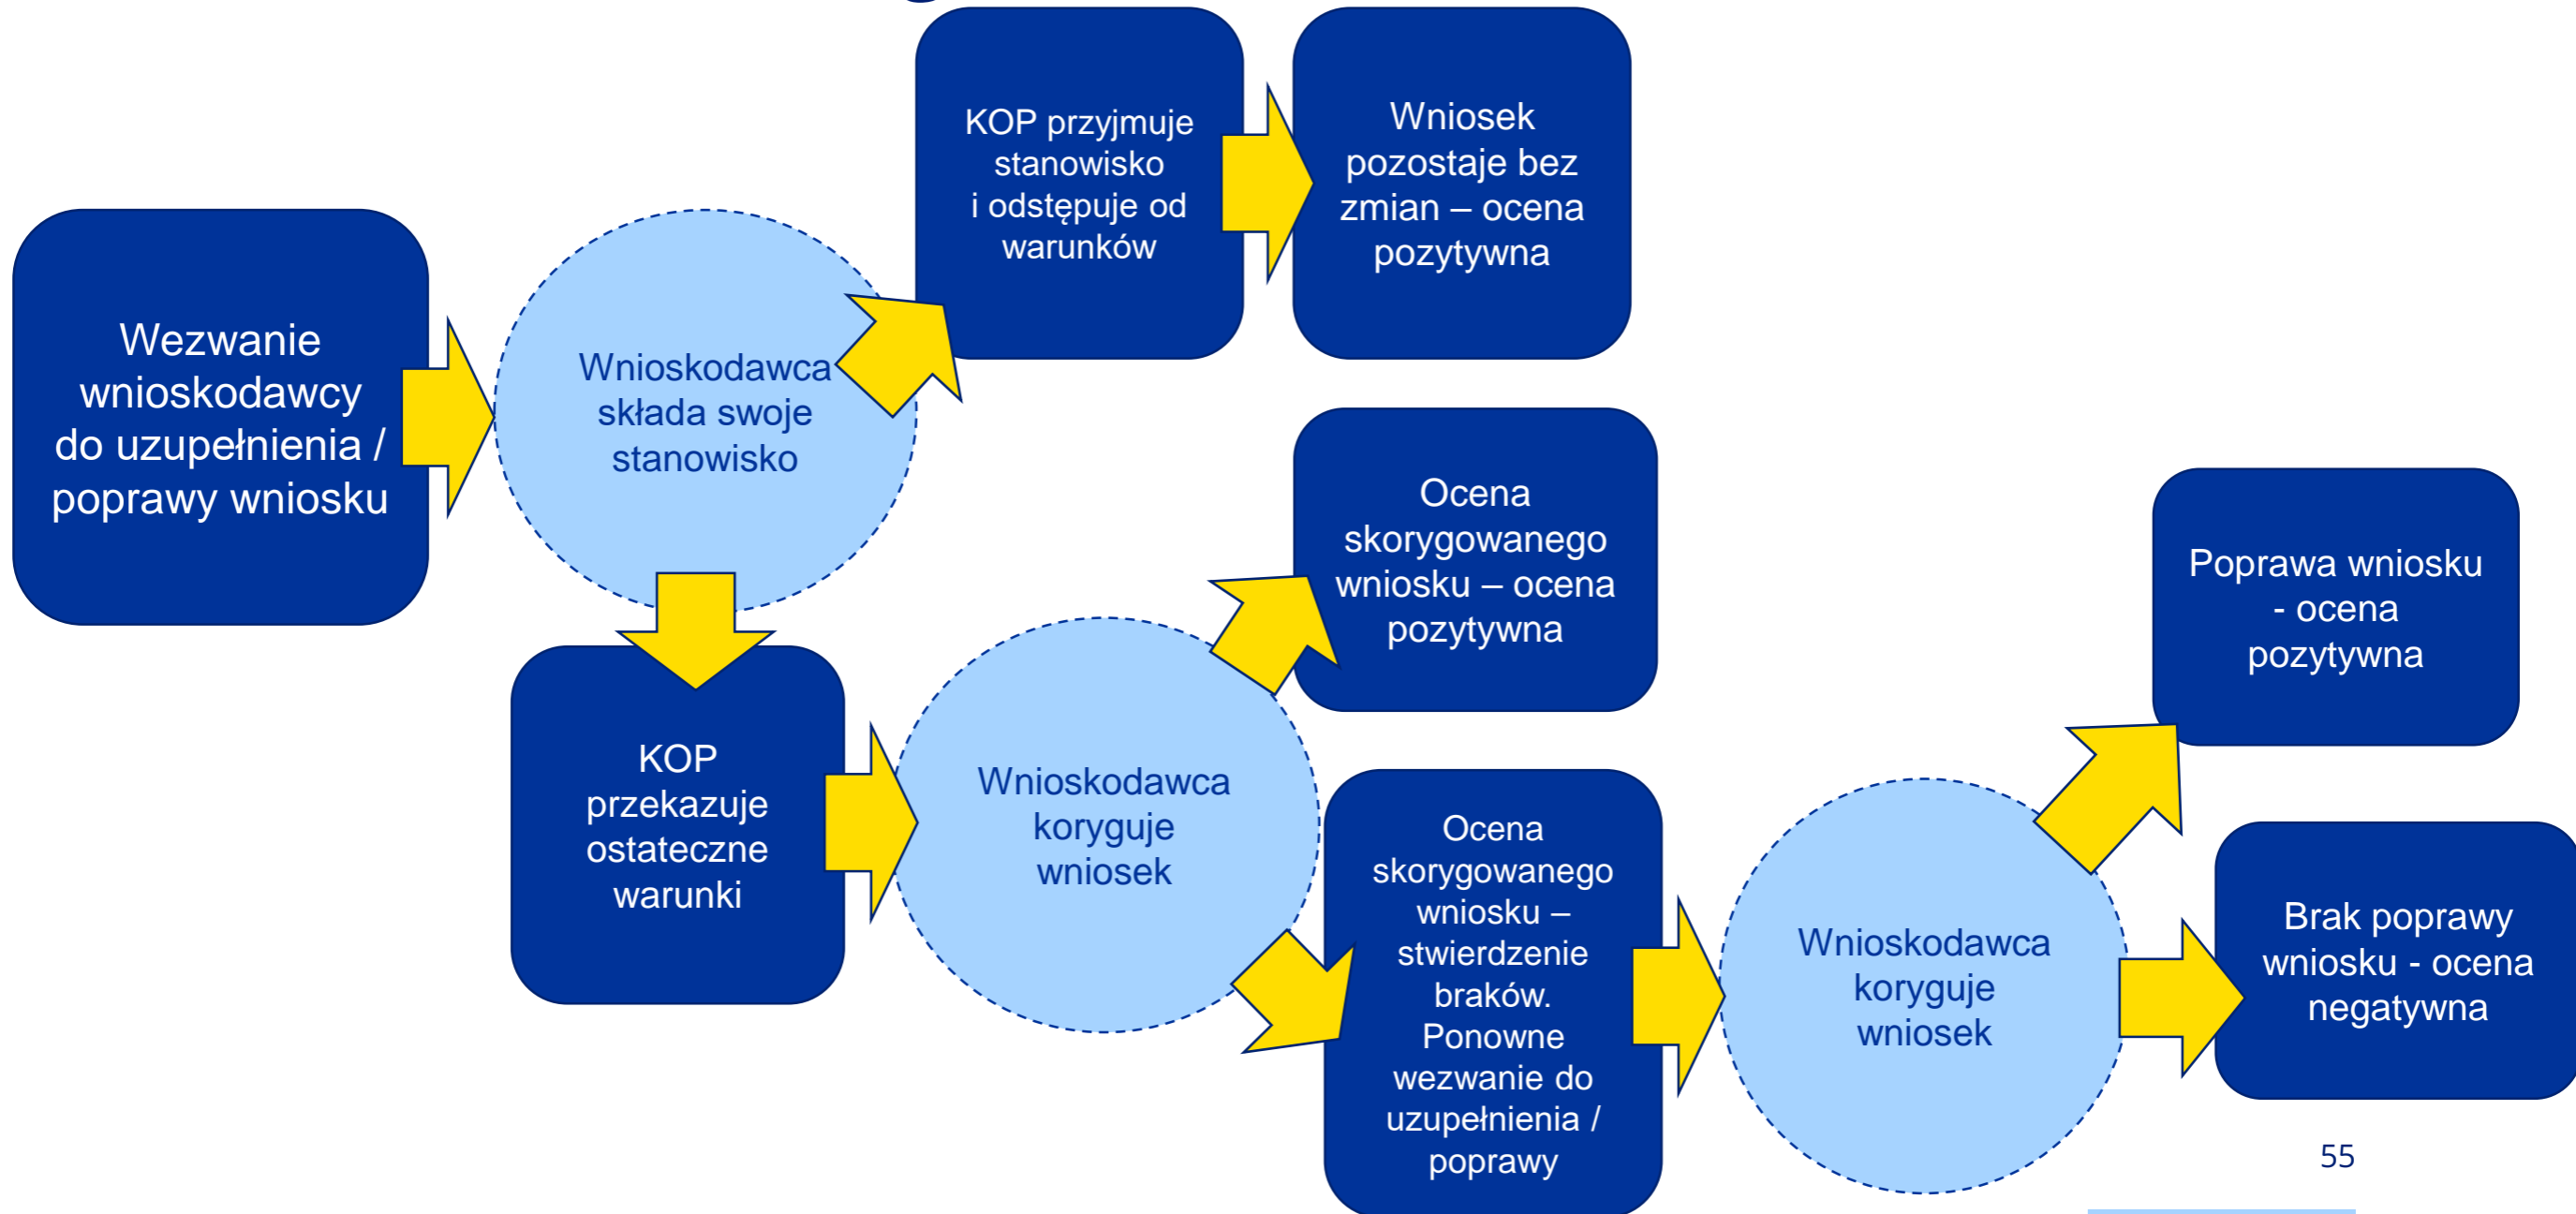 Wezwanie
wnioskodawcy
do uzupełnienia /
poprawy wniosku
Wnioskodawca
składa swoje
stanowisko
KOP przyjmuje
stanowisko
i odstępuje od
warunków
Wniosek
pozostaje bez
zmian – ocena
pozytywna
KOP
przekazuje
ostateczne
warunki
Wnioskodawca
koryguje
wniosek
Ocena
skorygowanego
wniosku – ocena
pozytywna
Ocena
skorygowanego
wniosku –
stwierdzenie
braków.
Ponowne
wezwanie do
uzupełnienia /
poprawy
Wnioskodawca
koryguje
wniosek
Poprawa wniosku
- ocena
pozytywna
Brak poprawy
wniosku - ocena
negatywna
55